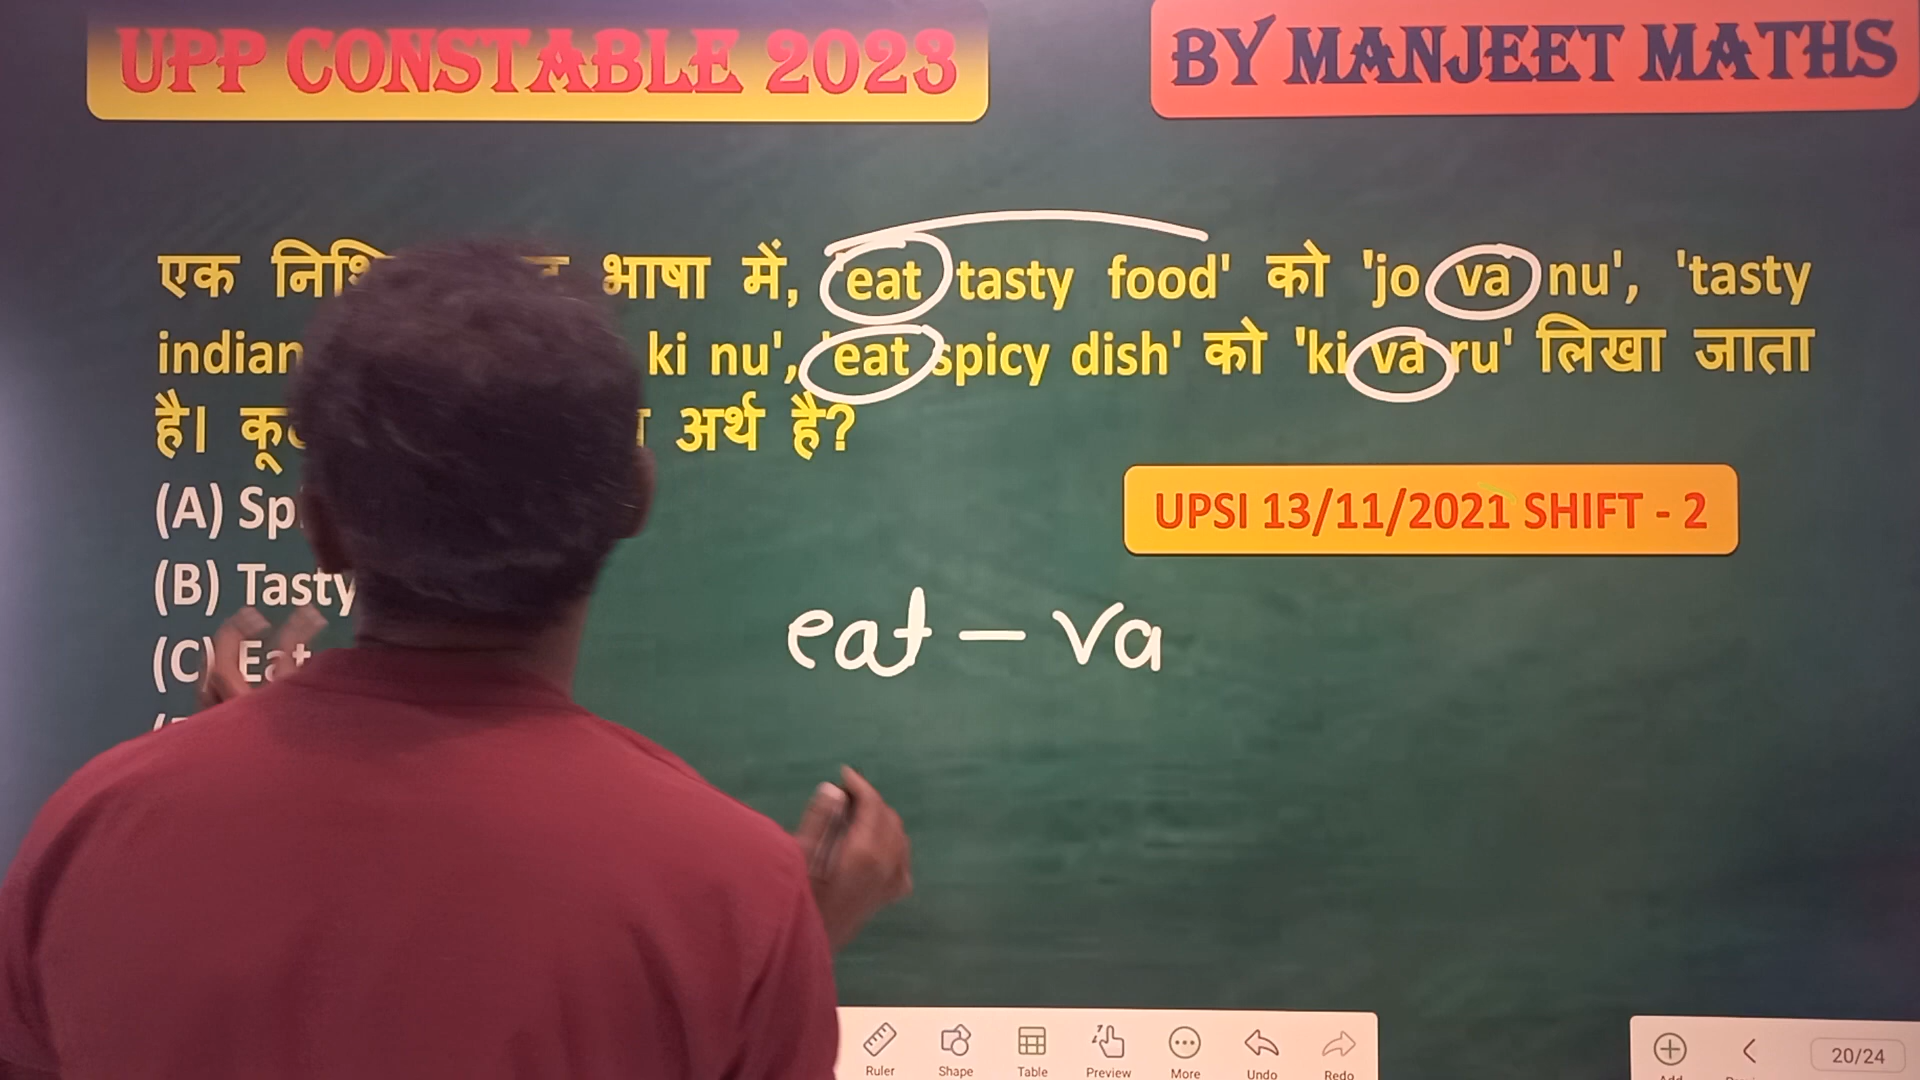 UPP CONSTABLE 2023
BY MANJEET MATHS
एक भाषा में, 'eat tasty food' को 'jo va nu', 'tasty
indian ki nu', 'eat spicy dish' को 'ki va ru' लिखा जाता
है। अर्थ है?
(A)
UPSI 13/11/2021 SHIFT - 2
(B) Tasty
(C) Eat
eat – va
Ruler Shape Table Preview More Undo Redo
20/24